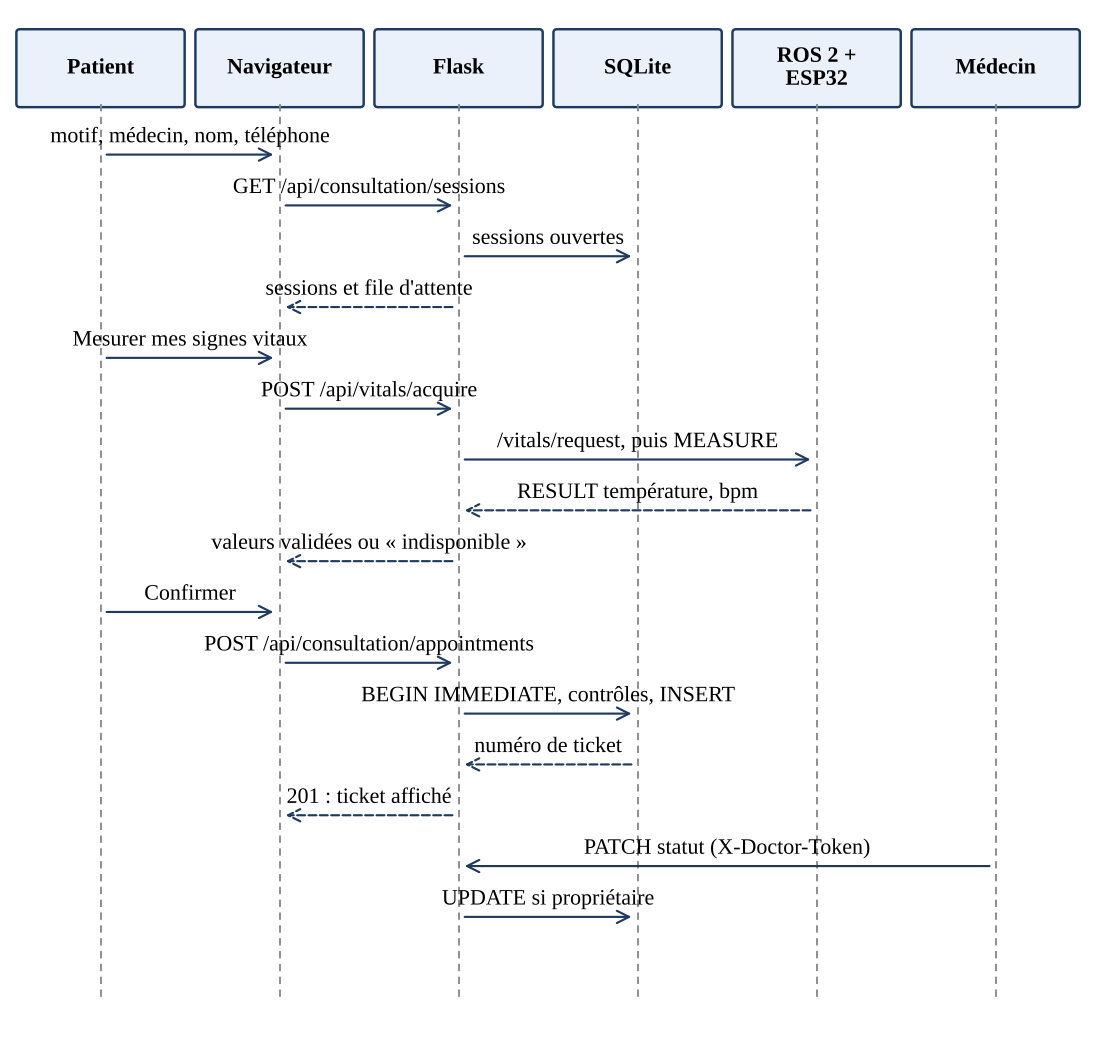 Patient
Navigateur
Flask
SQLite
ROS 2 +
ESP32
Médecin
motif, médecin, nom, téléphone
GET /api/consultation/sessions
sessions ouvertes
sessions et file d'attente
Mesurer mes signes vitaux
POST /api/vitals/acquire
/vitals/request, puis MEASURE
RESULT température, bpm
valeurs validées ou « indisponible »
Confirmer
POST /api/consultation/appointments
BEGIN IMMEDIATE, contrôles, INSERT
numéro de ticket
201 : ticket affiché
PATCH statut (X-Doctor-Token)
UPDATE si propriétaire